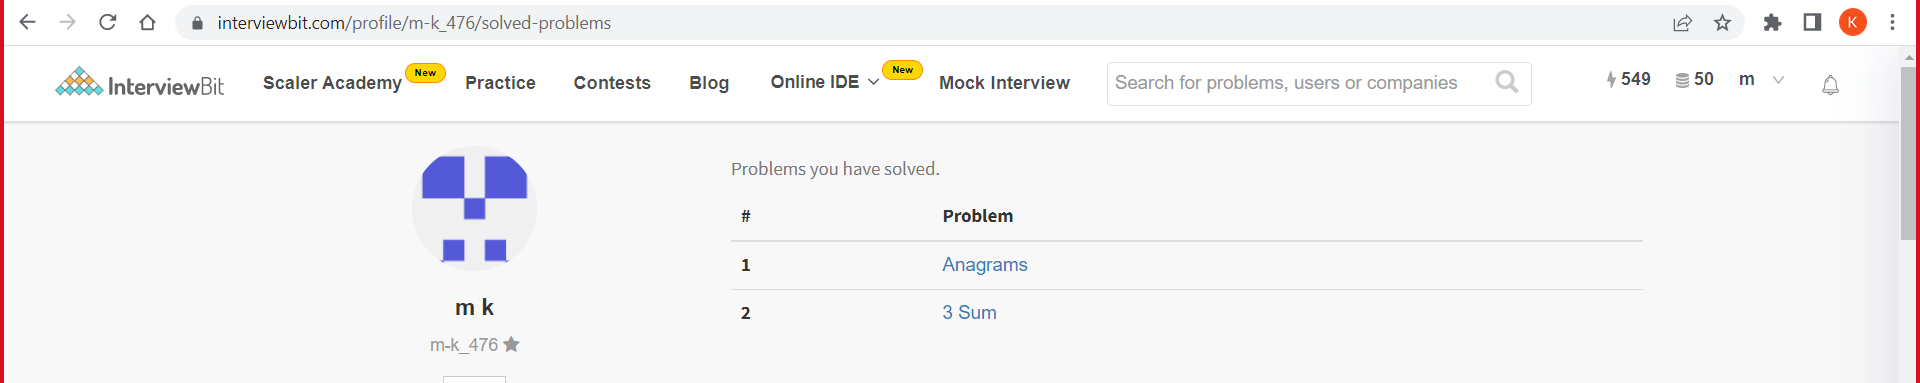 interviewbit.com/profile/m-k_476/solved-problems
K
InterviewBit
Scaler Academy New Practice Contests Blog Online IDE New Mock Interview Search for problems, users or companies 549 50 m
Problems you have solved.
# Problem
1 Anagrams
2 3 Sum
m k
m-k_476